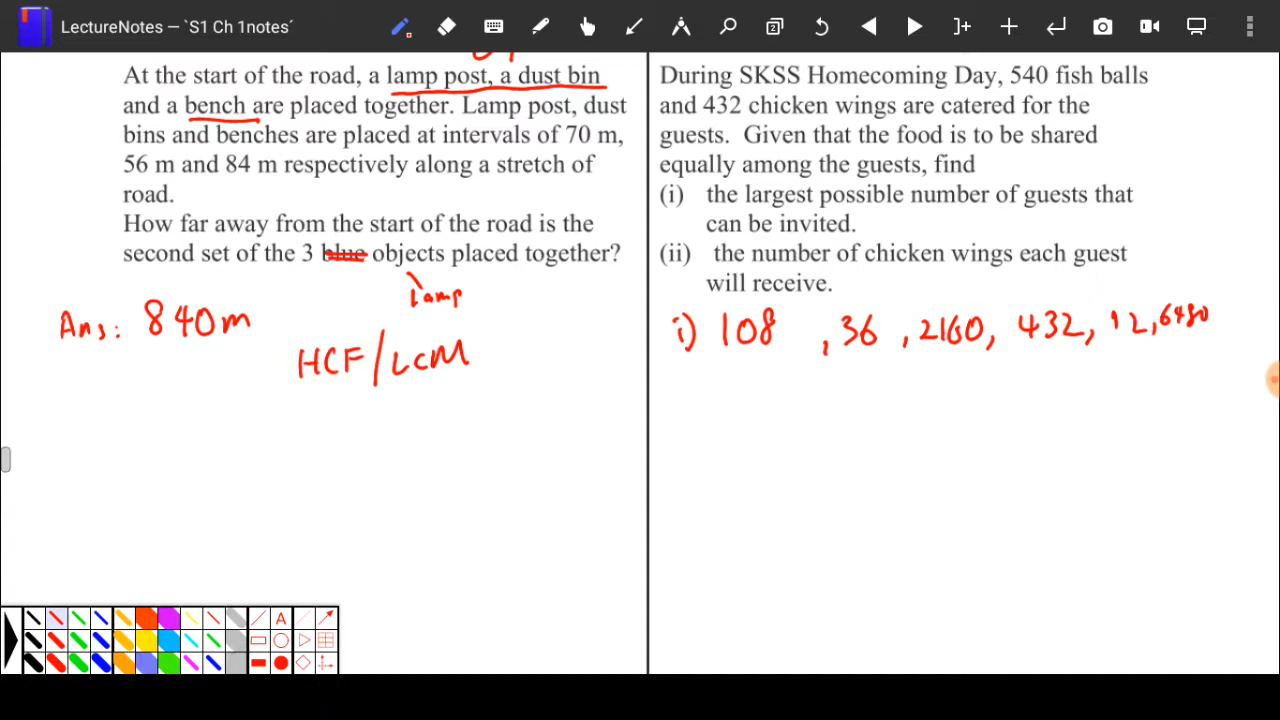 LectureNotes — `S1 Ch 1notes´
At the start of the road, a lamp post, a dust bin
and a bench are placed together. Lamp post, dust
bins and benches are placed at intervals of 70 m,
56 m and 84 m respectively along a stretch of
road.
How far away from the start of the road is the
second set of the 3 blue objects placed together?
lamp
Ans: 840m
HCF/LCM
During SKSS Homecoming Day, 540 fish balls
and 432 chicken wings are catered for the
guests. Given that the food is to be shared
equally among the guests, find
(i) the largest possible number of guests that
can be invited.
(ii) the number of chicken wings each guest
will receive.
i) 108 , 36 , 2160, 432, 12, 6480